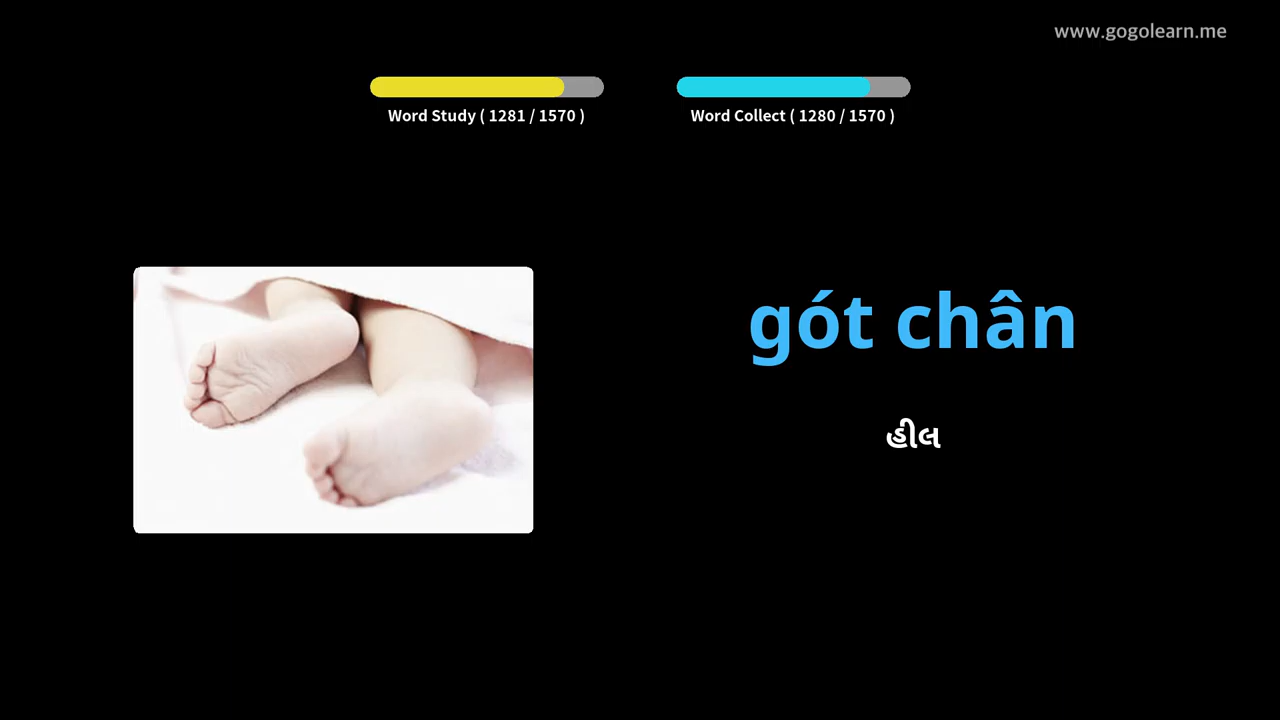 www.gogolearn.me
Word Study ( 1281 / 1570 )
Word Collect ( 1280 / 1570 )
gót chân
હીલ